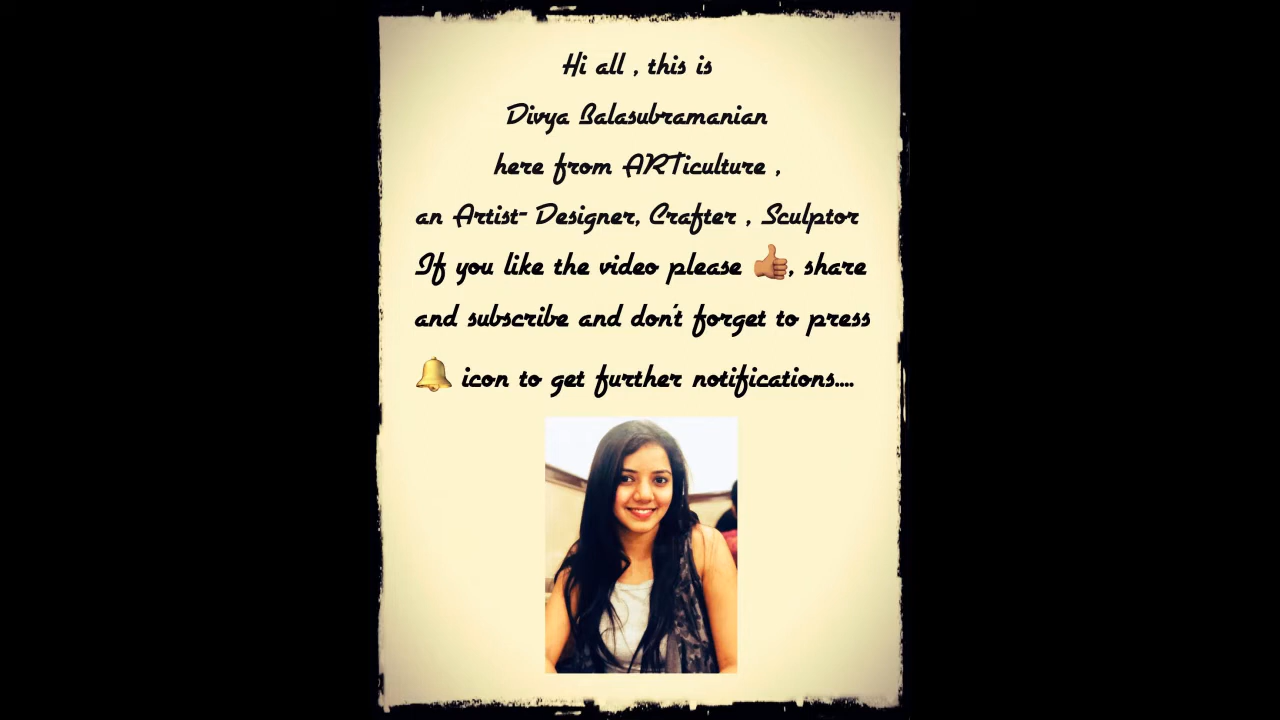 Hi all , this is
Divya Balasubramanian
here from ARTiculture ,
an Artist- Designer, Crafter , Sculptor
If you like the video please 👍🏽, share
and subscribe and don't forget to press
🔔 icon to get further notifications....